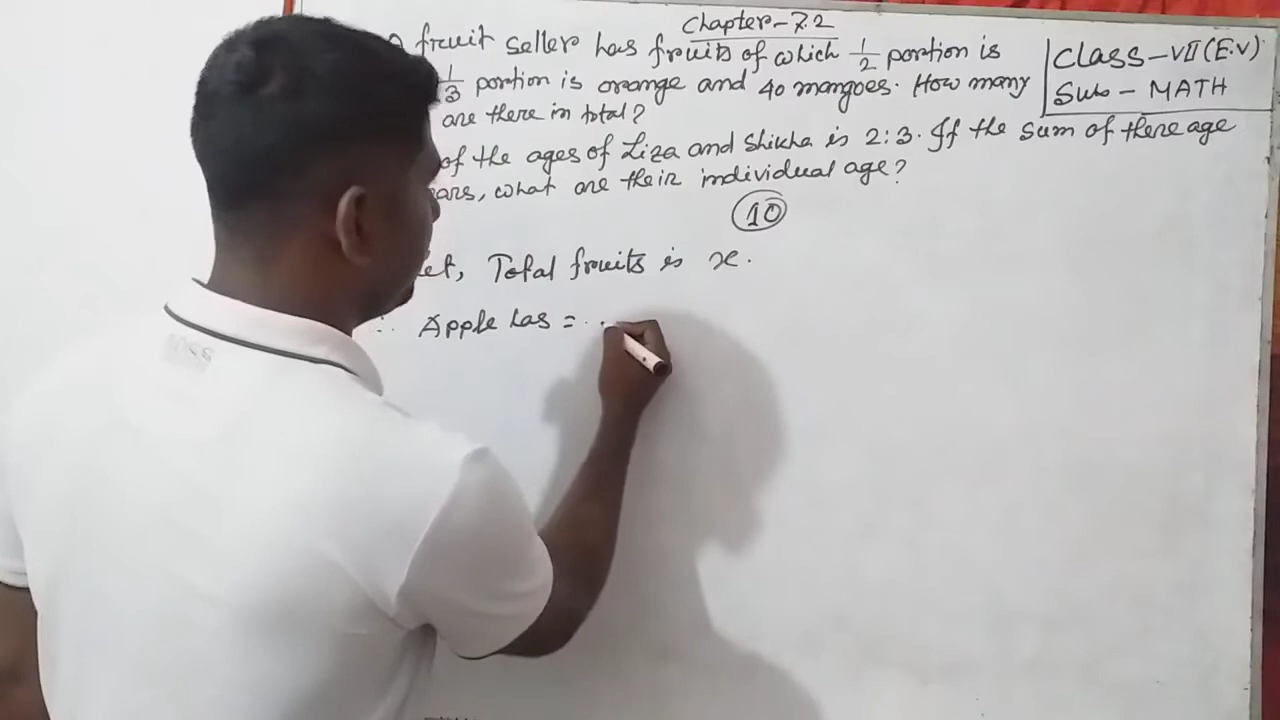 Chapter-7.2
fruit seller has fruits of which 1/2 portion is
1/3 portion is orange and 40 mangoes. How many
are there in total?
of the ages of Liza and Shikha is 2:3. If the sum of there age
ars, what are their individual age?
Class-VII (E.V)
Sub - MATH
10
et, Total fruits is x.
∴ Apple has =